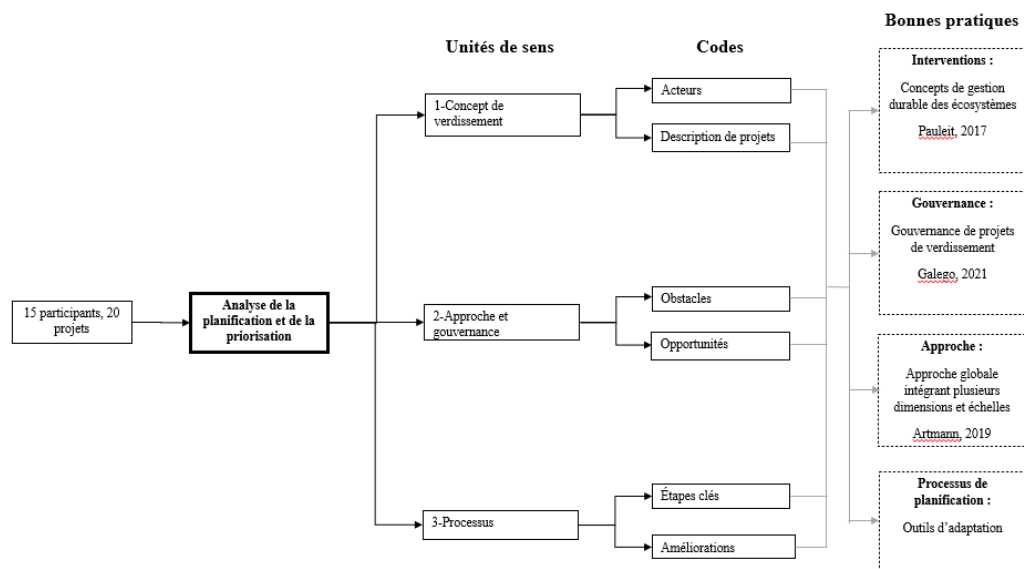 Unités de sens
Codes
Bonnes pratiques
15 participants, 20
projets
Analyse de la
planification et de la
priorisation
1-Concept de
verdissement
Acteurs
Description de projets
2-Approche et
gouvernance
Obstacles
Opportunités
3-Processus
Étapes clés
Améliorations
Interventions :
Concepts de gestion
durable des écosystèmes
Pauleit, 2017
Gouvernance :
Gouvernance de projets
de verdissement
Galego, 2021
Approche :
Approche globale
intégrant plusieurs
dimensions et échelles
Artmann, 2019
Processus de
planification :
Outils d’adaptation